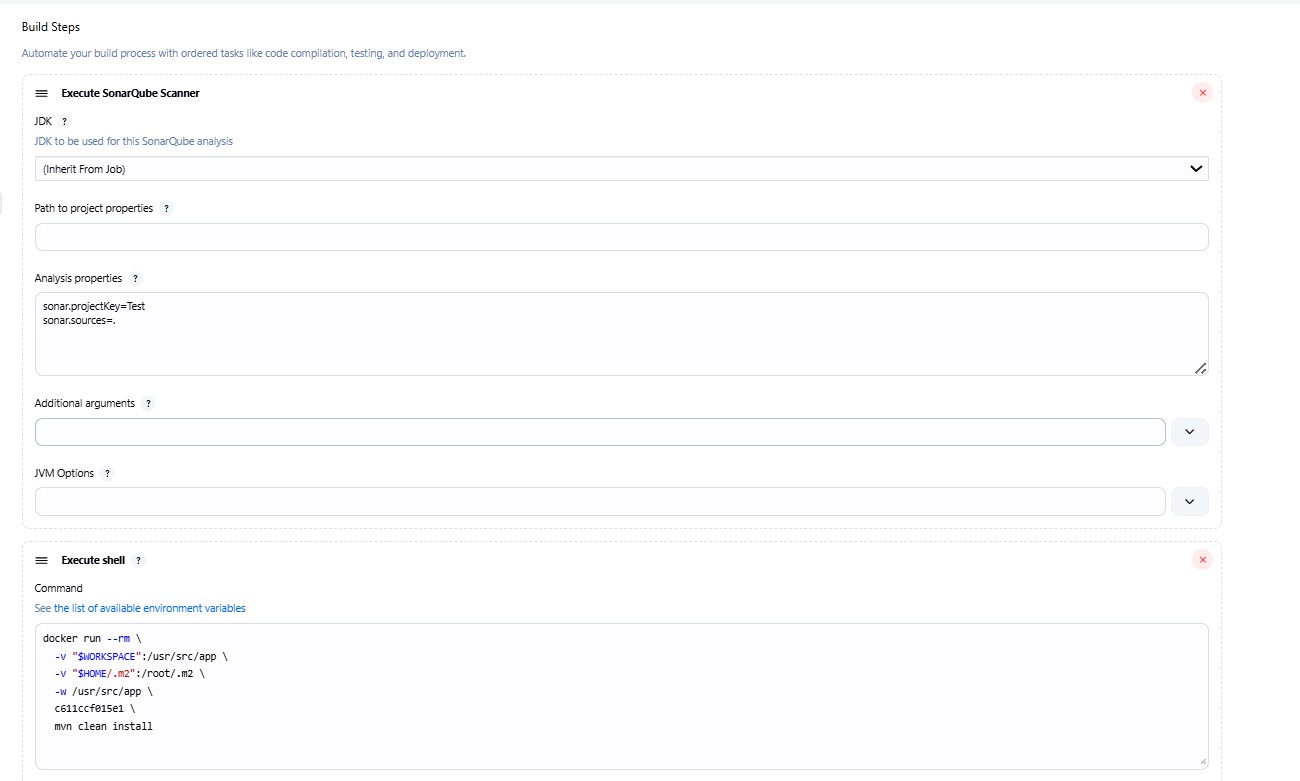 Build Steps
Automate your build process with ordered tasks like code compilation, testing, and deployment.
Execute SonarQube Scanner
JDK ?
JDK to be used for this SonarQube analysis
(Inherit From Job)
Path to project properties ?
Analysis properties ?
sonar.projectKey=Test
sonar.sources=.
Additional arguments ?
JVM Options ?
Execute shell ?
Command
See the list of available environment variables
docker run --rm \
  -v "$WORKSPACE":/usr/src/app \
  -v "$HOME/.m2":/root/.m2 \
  -w /usr/src/app \
  c611ccf015e1 \
  mvn clean install